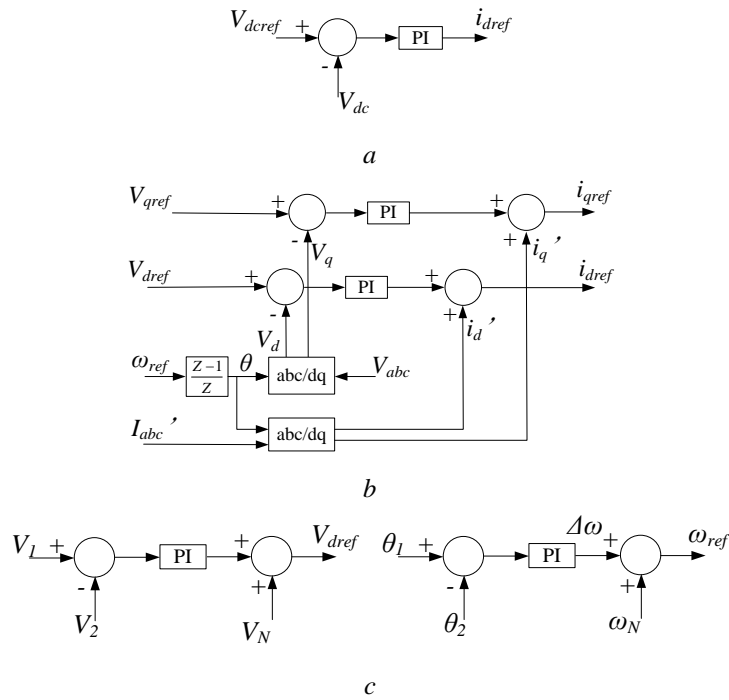 V_dcref + PI i_dref
-
V_dc
a
V_qref + PI + i_qref
- V_q + i_q′
V_dref + PI + i_dref
- V_d + i_d′
ω_ref Z−1/Z θ abc/dq V_abc
I_abc′ abc/dq
b
V_1 + PI + V_dref
- +
V_2 V_N
θ_1 + PI Δω + ω_ref
- +
θ_2 ω_N
c